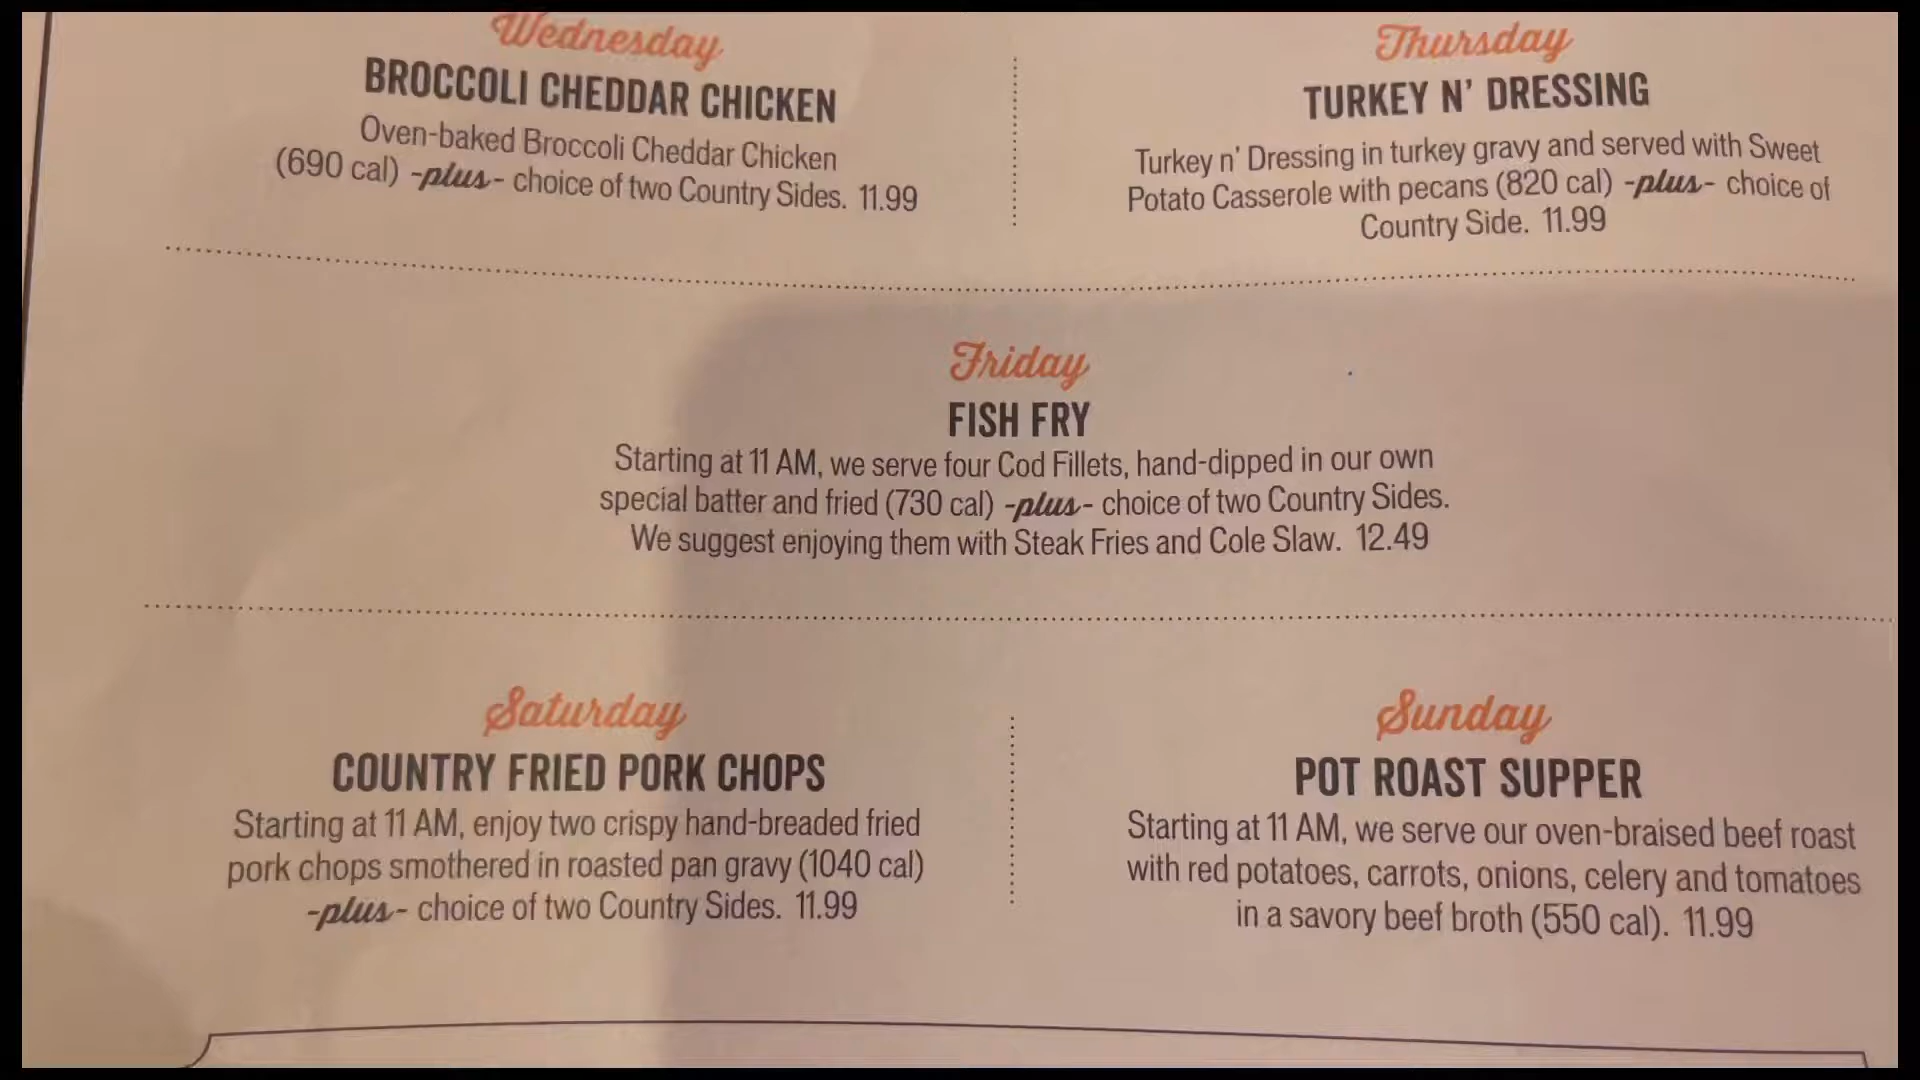 Wednesday
BROCCOLI CHEDDAR CHICKEN
Oven-baked Broccoli Cheddar Chicken
(690 cal) -plus- choice of two Country Sides. 11.99
Thursday
TURKEY N' DRESSING
Turkey n' Dressing in turkey gravy and served with Sweet
Potato Casserole with pecans (820 cal) -plus- choice of
Country Side. 11.99
Friday
FISH FRY
Starting at 11 AM, we serve four Cod Fillets, hand-dipped in our own
special batter and fried (730 cal) -plus- choice of two Country Sides.
We suggest enjoying them with Steak Fries and Cole Slaw. 12.49
Saturday
COUNTRY FRIED PORK CHOPS
Starting at 11 AM, enjoy two crispy hand-breaded fried
pork chops smothered in roasted pan gravy (1040 cal)
-plus- choice of two Country Sides. 11.99
Sunday
POT ROAST SUPPER
Starting at 11 AM, we serve our oven-braised beef roast
with red potatoes, carrots, onions, celery and tomatoes
in a savory beef broth (550 cal). 11.99